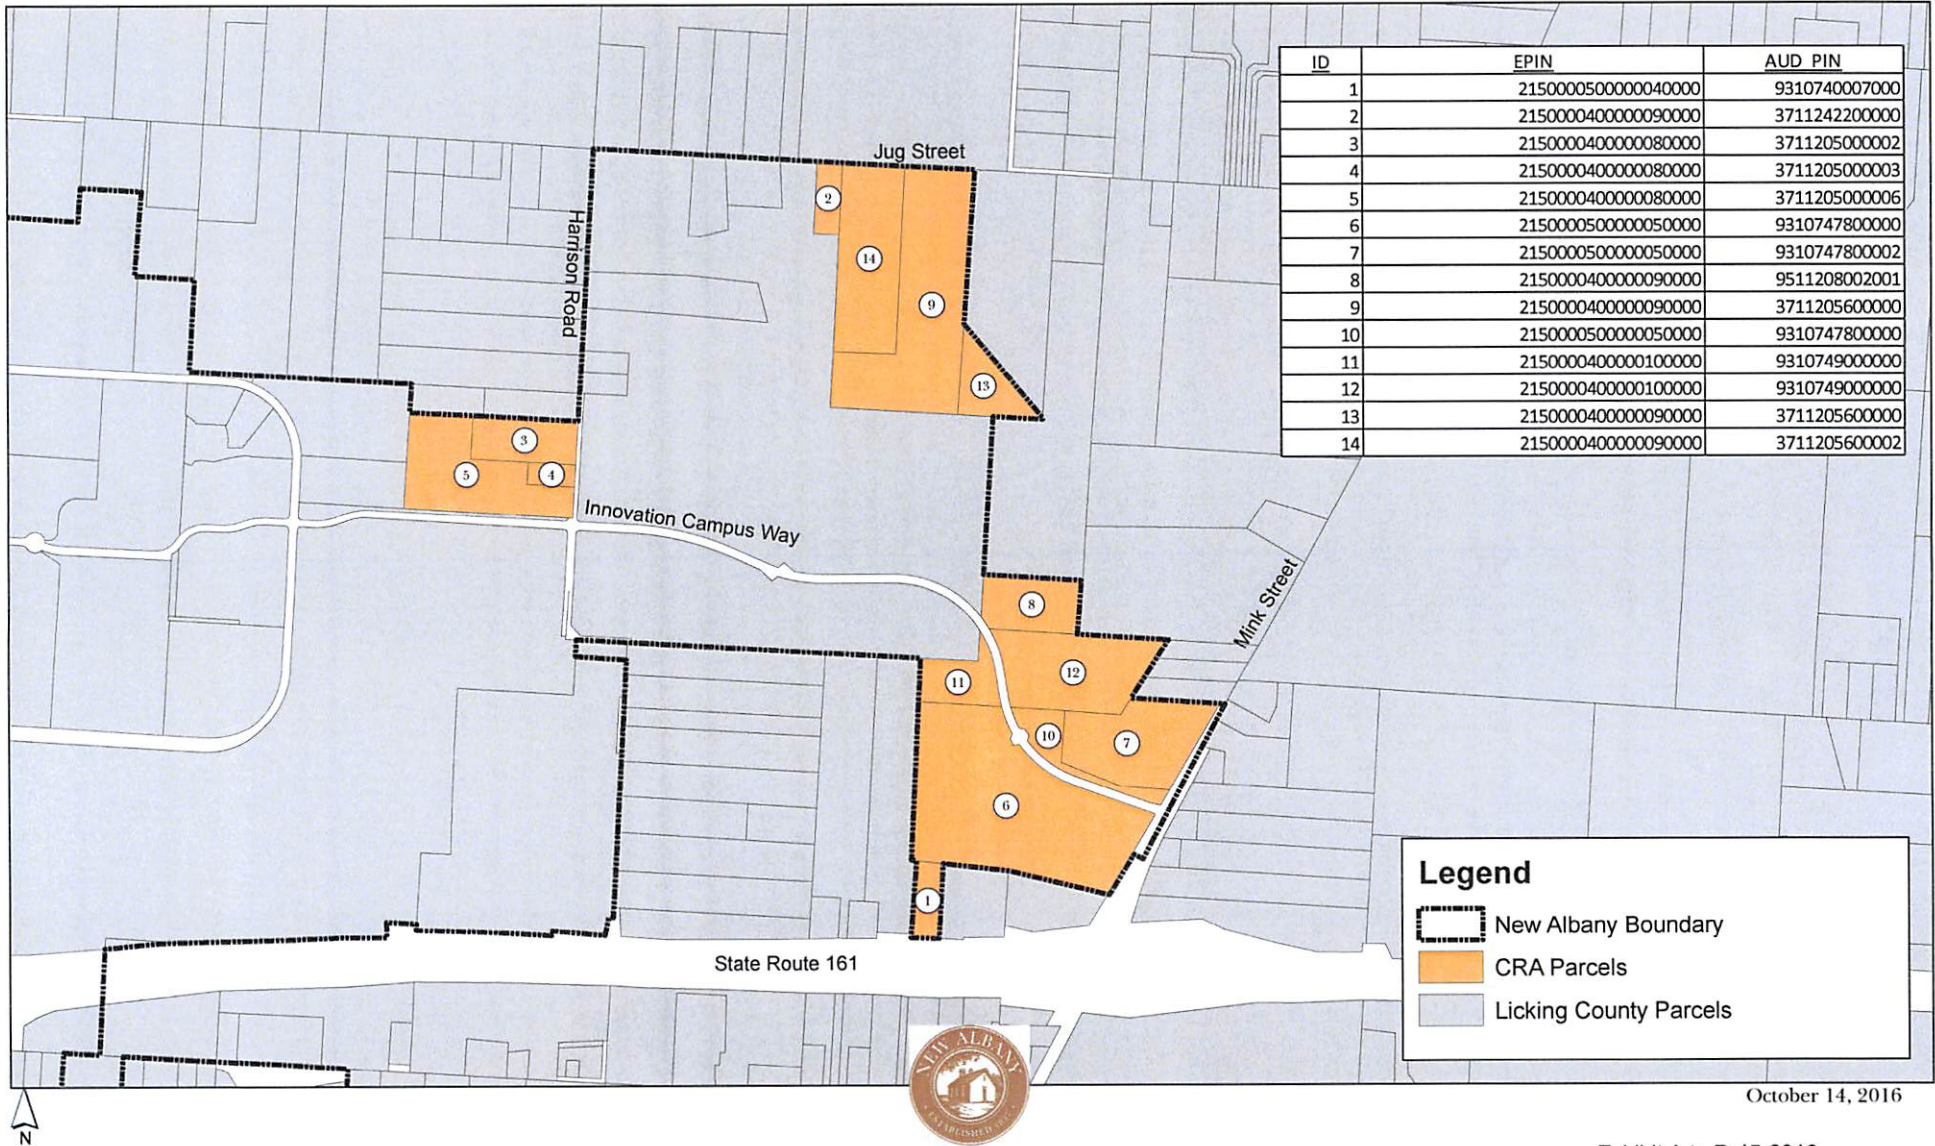 ID EPIN AUD_PIN
1 2150000500000040000 9310740007000
2 2150000400000090000 3711242200000
3 2150000400000080000 3711205000002
4 2150000400000080000 3711205000003
5 2150000400000080000 3711205000006
6 2150000500000050000 9310747800000
7 2150000500000050000 9310747800002
8 2150000400000090000 9511208002001
9 2150000400000090000 3711205600000
10 2150000500000050000 9310747800000
11 2150000400000100000 9310749000000
12 2150000400000100000 9310749000000
13 2150000400000090000 3711205600000
14 2150000400000090000 3711205600002
Jug Street
2
14
9
13
Harrison Road
3
5
4
Innovation Campus Way
8
Mink Street
12
11
10
7
6
1
State Route 161
Legend
New Albany Boundary
CRA Parcels
Licking County Parcels
NEW ALBANY
ESTABLISHED
October 14, 2016
N